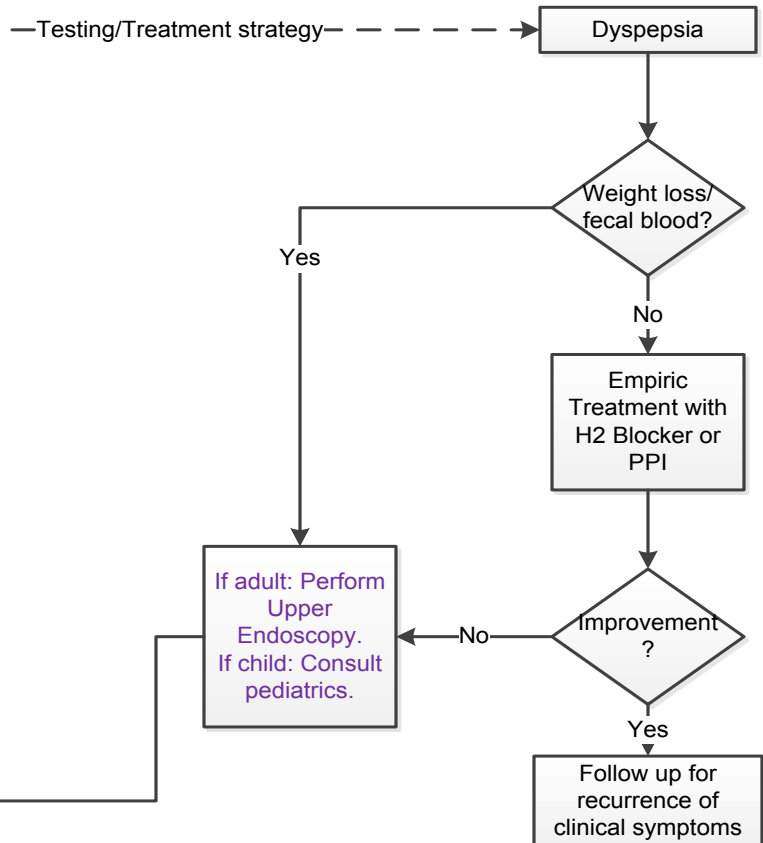 Testing/Treatment strategy
Dyspepsia
Weight loss/
fecal blood?
Yes
No
Empiric
Treatment with
H2 Blocker or
PPI
If adult: Perform
Upper
Endoscopy.
If child: Consult
pediatrics.
No
Improvement
?
Yes
Follow up for
recurrence of
clinical symptoms